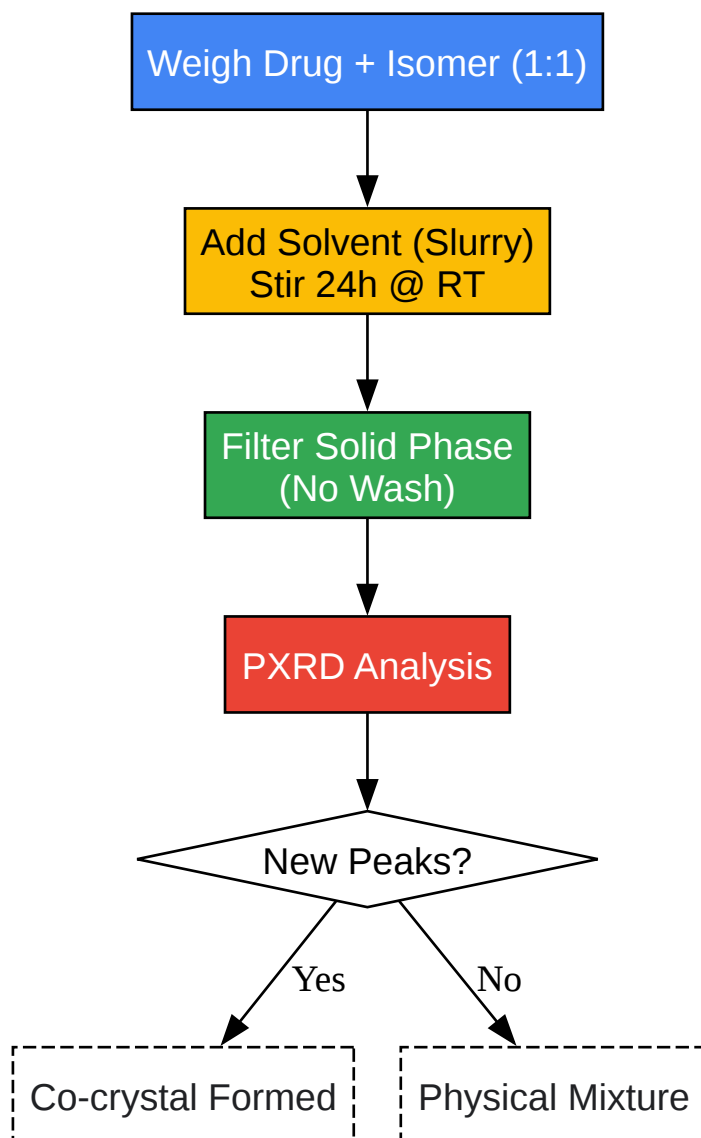 Weigh Drug + Isomer (1:1)
Add Solvent (Slurry)
Stir 24h @ RT
Filter Solid Phase
(No Wash)
PXRD Analysis
New Peaks?
Yes
No
Co-crystal Formed
Physical Mixture